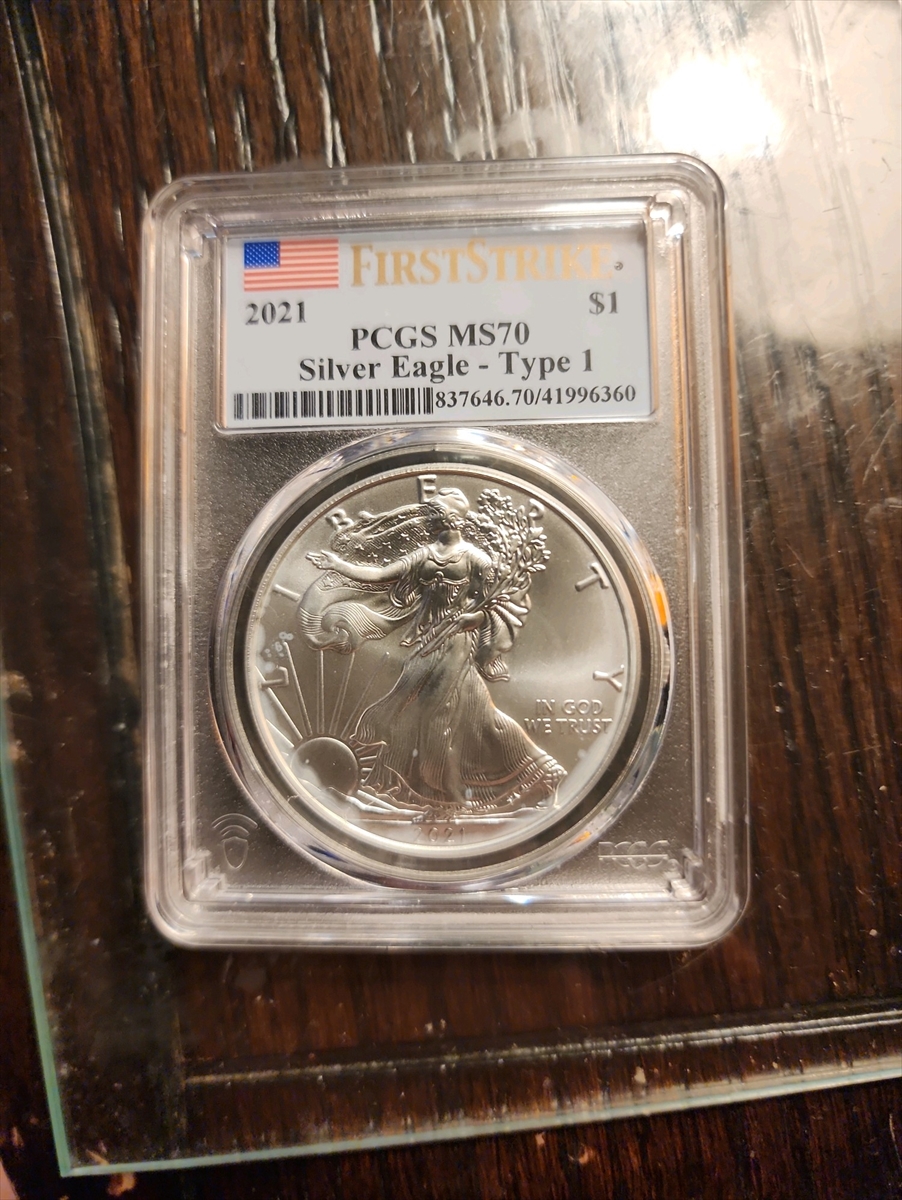 FIRSTSTRIKE®
2021 $1
PCGS MS70
Silver Eagle - Type 1
837646.70/41996360
LIBERTY
IN GOD
WE TRUST
2021
PCGS